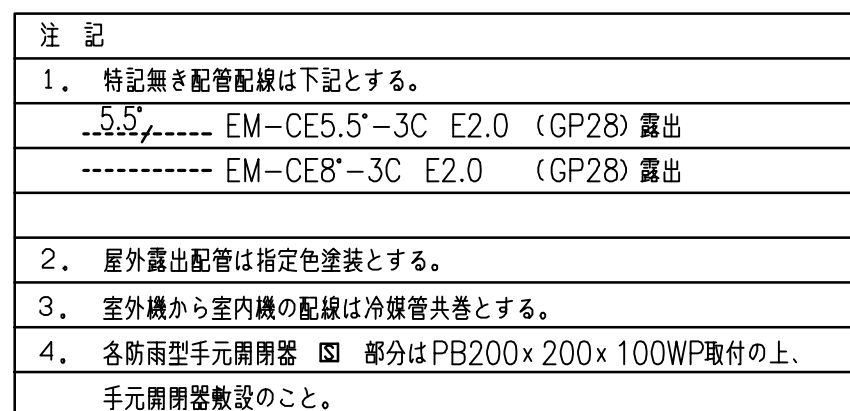 注 記
1. 特記無き配管配線は下記とする。
5.5° EM-CE5.5°-3C E2.0 (GP28) 露出
EM-CE8°-3C E2.0 (GP28) 露出
2. 屋外露出配管は指定色塗装とする。
3. 室外機から室内機の配線は冷媒管共巻とする。
4. 各防雨型手元開閉器 S 部分はPB200x200x100WP取付の上、
手元開閉器敷設のこと。